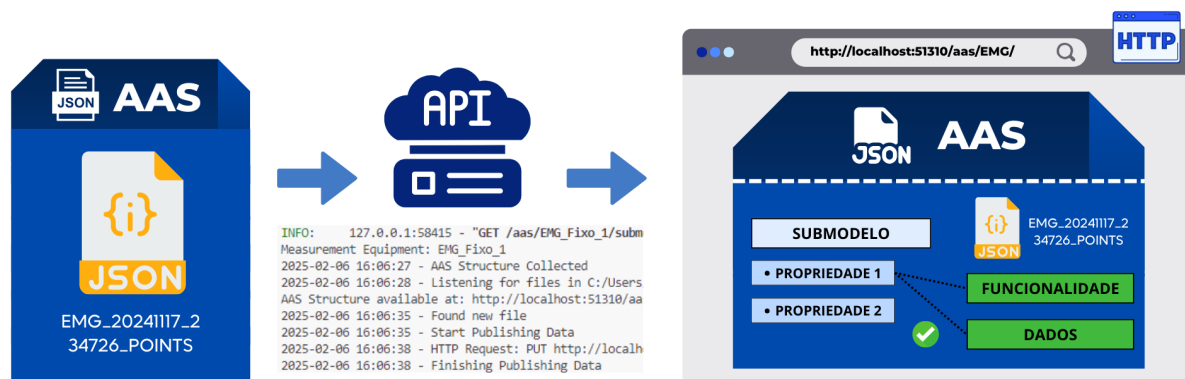 JSON
AAS
{i}
JSON
EMG_20241117_2
34726_POINTS
API
INFO: 127.0.0.1:58415 - "GET /aas/EMG_Fixo_1/subm
Measurement Equipment: EMG_Fixo_1
2025-02-06 16:06:27 - AAS Structure Collected
2025-02-06 16:06:28 - Listening for files in C:/Users
AAS Structure available at: http://localhost:51310/aa
2025-02-06 16:06:35 - Found new file
2025-02-06 16:06:35 - Start Publishing Data
2025-02-06 16:06:38 - HTTP Request: PUT http://localh
2025-02-06 16:06:38 - Finishing Publishing Data
HTTP
http://localhost:51310/aas/EMG/
JSON
AAS
{i}
JSON
EMG_20241117_2
34726_POINTS
SUBMODELO
• PROPRIEDADE 1
• PROPRIEDADE 2
FUNCIONALIDADE
DADOS